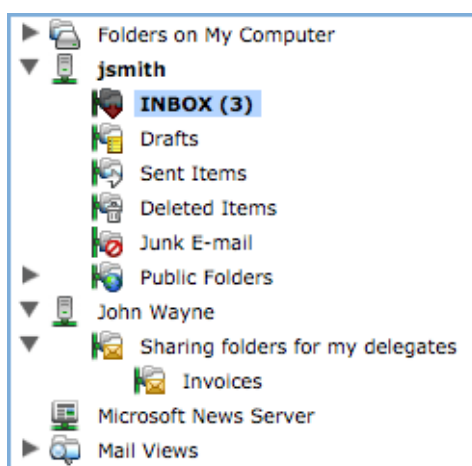 Folders on My Computer
jsmith
INBOX (3)
Drafts
Sent Items
Deleted Items
Junk E-mail
Public Folders
John Wayne
Sharing folders for my delegates
Invoices
Microsoft News Server
Mail Views